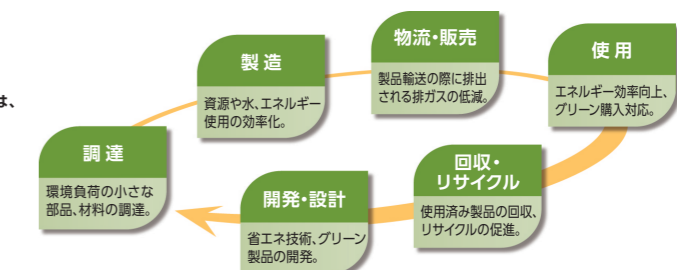 は、
調 達
環境負荷の小さな
部品、材料の調達。
製 造
資源や水、エネルギー
使用の効率化。
物流・販売
製品輸送の際に排出
される排ガスの低減。
使 用
エネルギー効率向上、
グリーン購入対応。
回収・
リサイクル
使用済み製品の回収、
リサイクルの促進。
開発・設計
省エネ技術、グリーン
製品の開発。